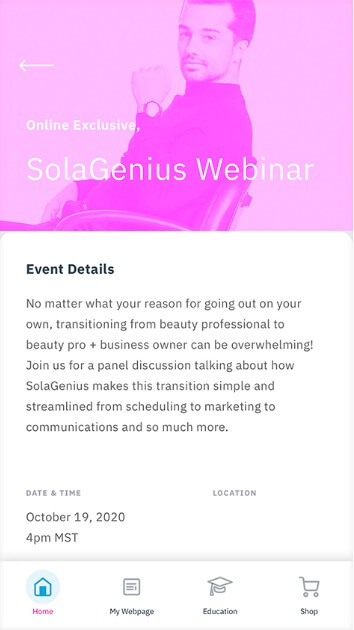 Online Exclusive,
SolaGenius Webinar
Event Details
No matter what your reason for going out on your
own, transitioning from beauty professional to
beauty pro + business owner can be overwhelming!
Join us for a panel discussion talking about how
SolaGenius makes this transition simple and
streamlined from scheduling to marketing to
communications and so much more.
DATE & TIME
LOCATION
October 19, 2020
4pm MST
Home
My Webpage
Education
Shop